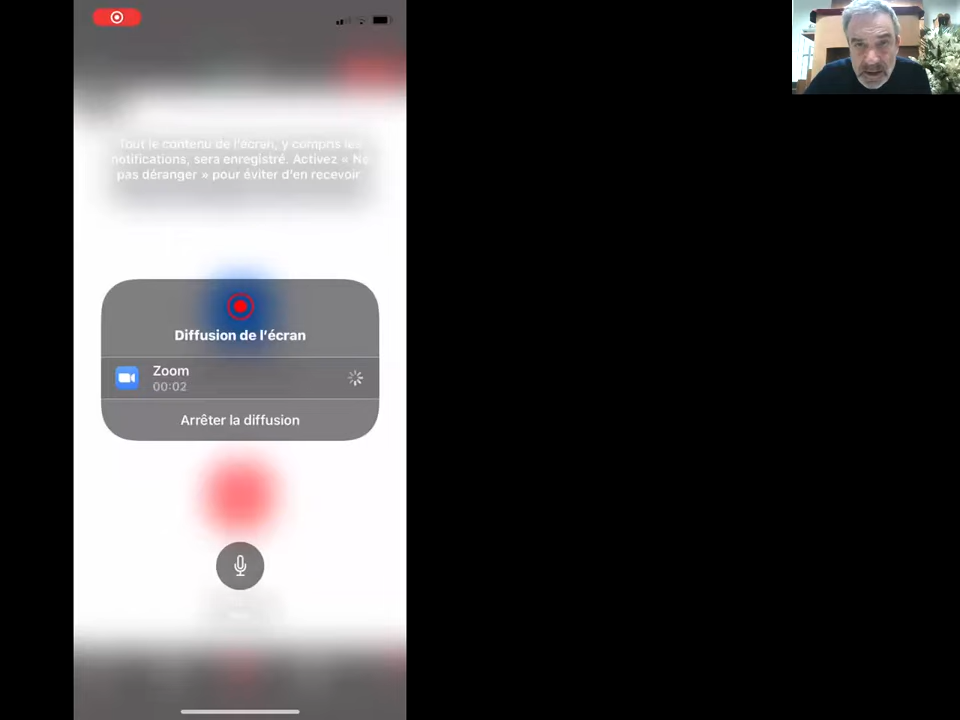 Tout le contenu de l'écran, y compris les
notifications, sera enregistré. Activez « Ne
pas déranger » pour éviter d'en recevoir
Diffusion de l'écran
Zoom
00:02
Arrêter la diffusion